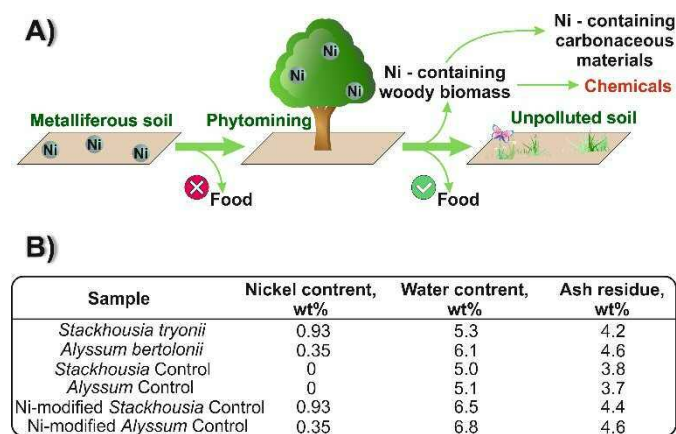 A)
Ni - containing
carbonaceous
materials
Ni Ni Ni
Ni - containing
woody biomass
Chemicals
Metalliferous soil Phytomining Unpolluted soil
Ni Ni Ni
Food Food
B)
Sample Nickel contrent, wt% Water contrent, wt% Ash residue, wt%
Stackhousia tryonii 0.93 5.3 4.2
Alyssum bertolonii 0.35 6.1 4.6
Stackhousia Control 0 5.0 3.8
Alyssum Control 0 5.1 3.7
Ni-modified Stackhousia Control 0.93 6.5 4.4
Ni-modified Alyssum Control 0.35 6.8 4.6